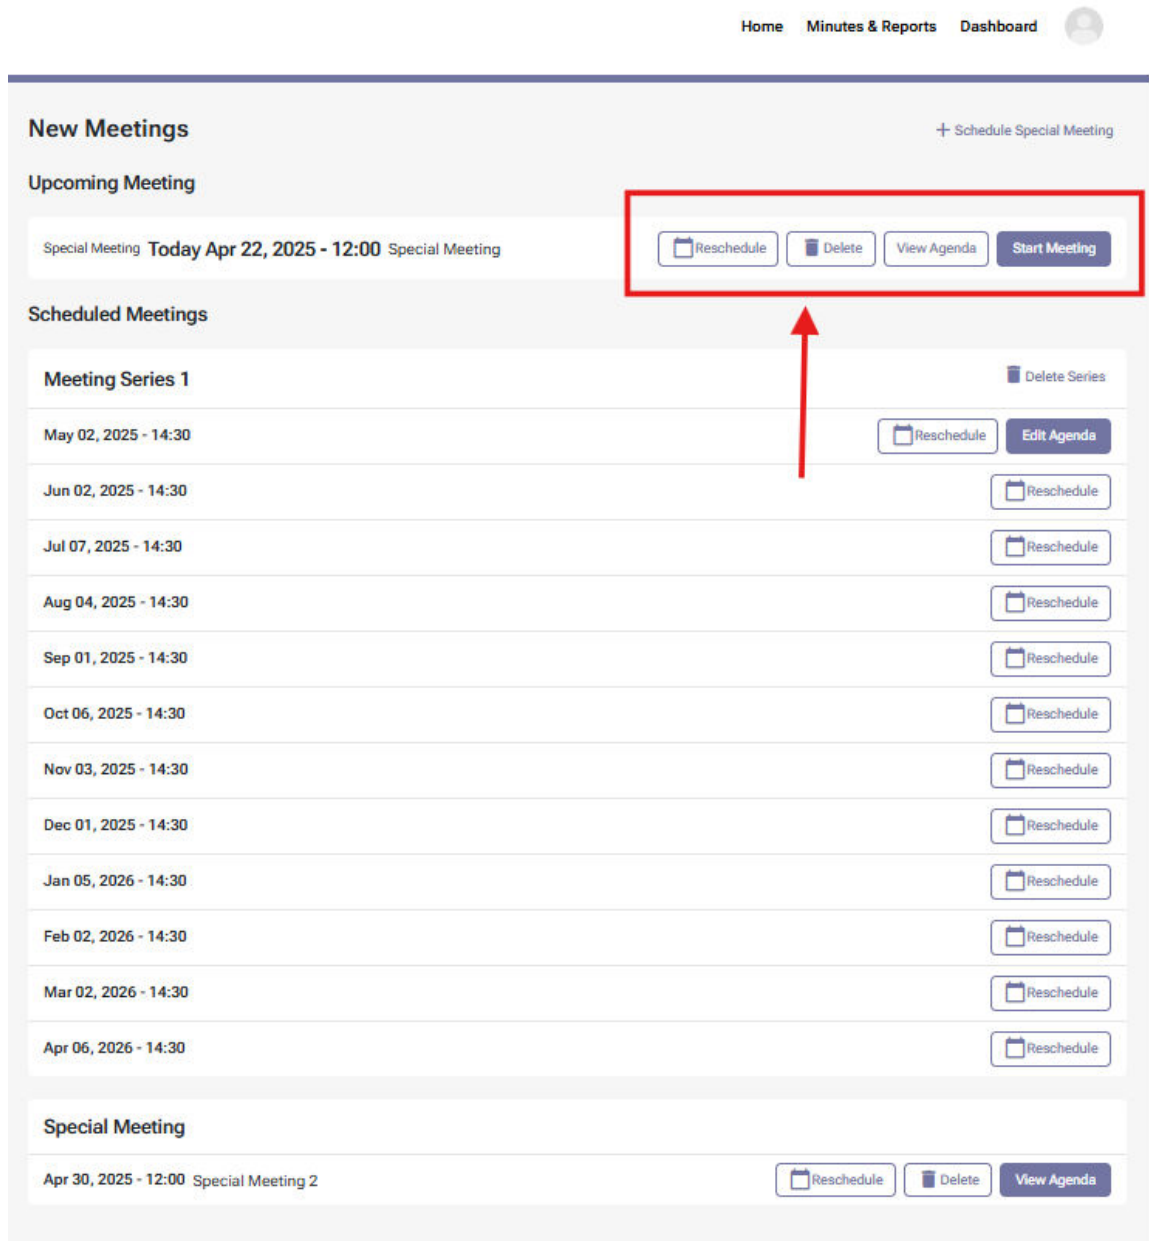 Home Minutes & Reports Dashboard
New Meetings + Schedule Special Meeting
Upcoming Meeting
Special Meeting Today Apr 22, 2025 - 12:00 Special Meeting Reschedule Delete View Agenda Start Meeting
Scheduled Meetings
Meeting Series 1 Delete Series
May 02, 2025 - 14:30 Reschedule Edit Agenda
Jun 02, 2025 - 14:30 Reschedule
Jul 07, 2025 - 14:30 Reschedule
Aug 04, 2025 - 14:30 Reschedule
Sep 01, 2025 - 14:30 Reschedule
Oct 06, 2025 - 14:30 Reschedule
Nov 03, 2025 - 14:30 Reschedule
Dec 01, 2025 - 14:30 Reschedule
Jan 05, 2026 - 14:30 Reschedule
Feb 02, 2026 - 14:30 Reschedule
Mar 02, 2026 - 14:30 Reschedule
Apr 06, 2026 - 14:30 Reschedule
Special Meeting
Apr 30, 2025 - 12:00 Special Meeting 2 Reschedule Delete View Agenda